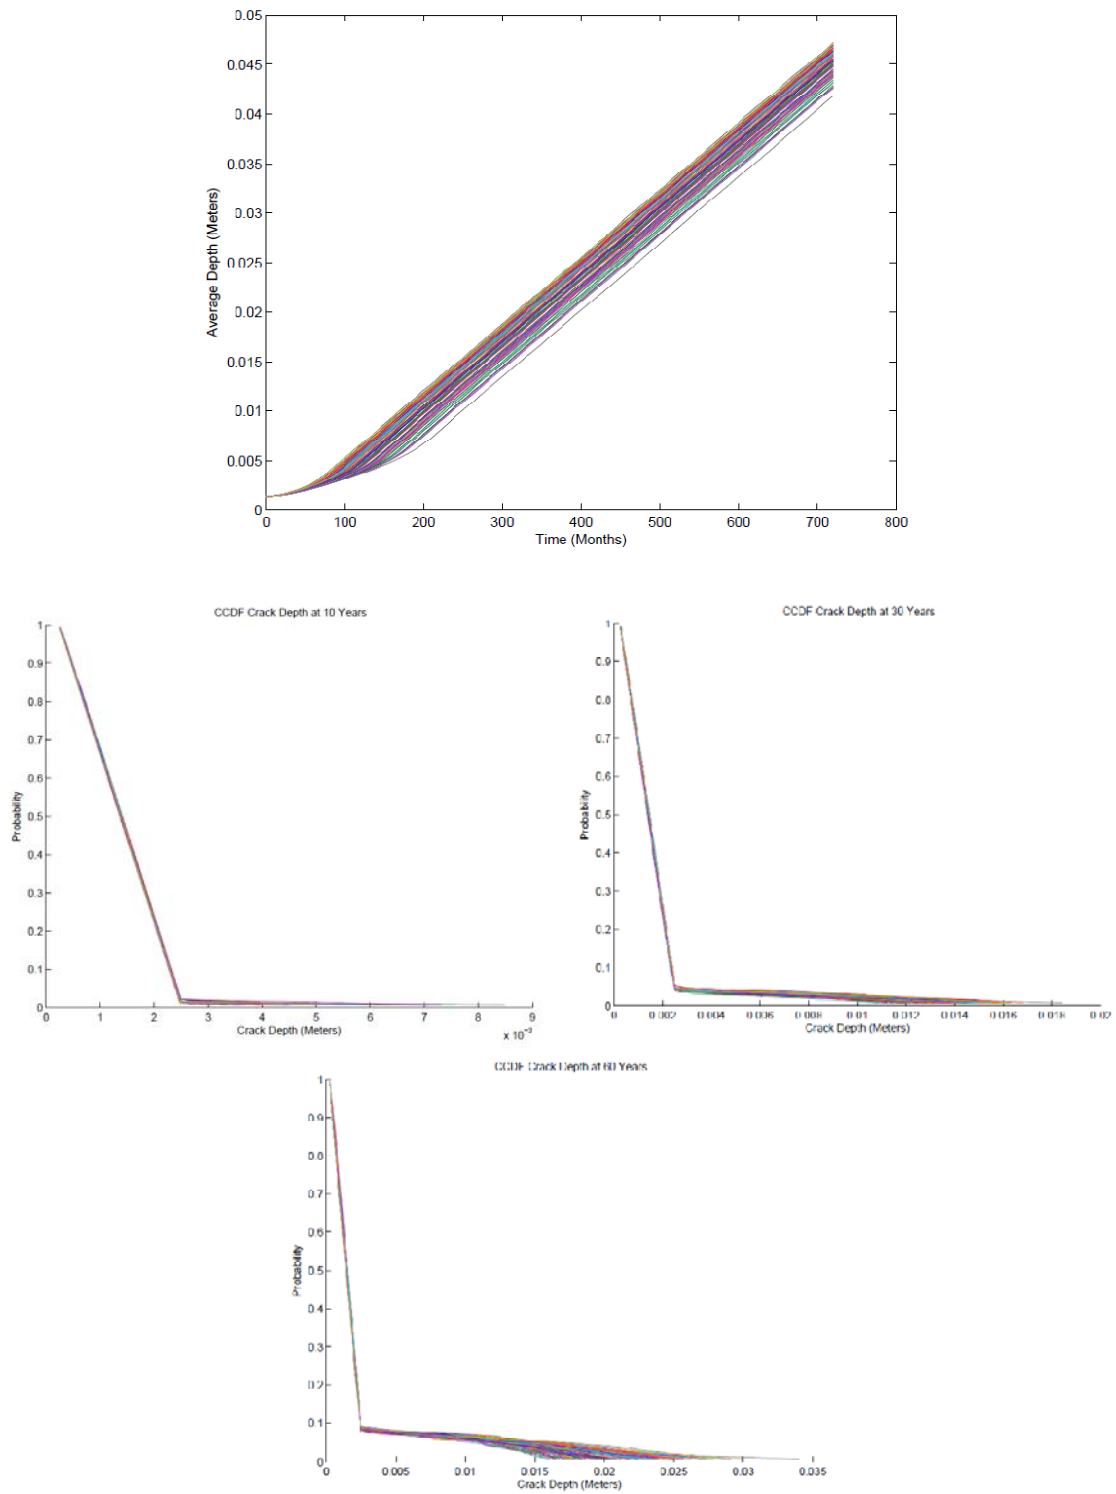 0.05
0.045
0.04
0.035
0.03
0.025
0.02
0.015
0.01
0.005
0
Average Depth (Meters)
0 100 200 300 400 500 600 700 800
Time (Months)
CCDF Crack Depth at 10 Years
1
0.9
0.8
0.7
0.6
0.5
0.4
0.3
0.2
0.1
0
Probability
0 1 2 3 4 5 6 7 8 9
Crack Depth (Meters)
x 10⁻³
CCDF Crack Depth at 30 Years
1
0.9
0.8
0.7
0.6
0.5
0.4
0.3
0.2
0.1
0
Probability
0 0.002 0.004 0.006 0.008 0.01 0.012 0.014 0.016 0.018 0.02
Crack Depth (Meters)
CCDF Crack Depth at 60 Years
1
0.9
0.8
0.7
0.6
0.5
0.4
0.3
0.2
0.1
0
Probability
0 0.005 0.01 0.015 0.02 0.025 0.03 0.035
Crack Depth (Meters)